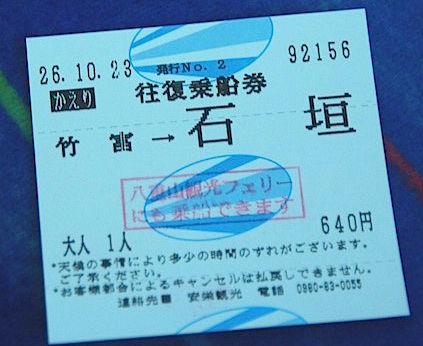 26.10.23 発行No. 2 92156
かえり 往復乗船券
竹富 → 石垣
八重山観光フェリー
にも乗船できます
大人 1人 640円
*天候の事情により多少の時間のずれがございます。
ご了承ください。
*お客様都合によるキャンセルは払戻しできません。
連絡先■ 安栄観光 電話 0980-83-0055